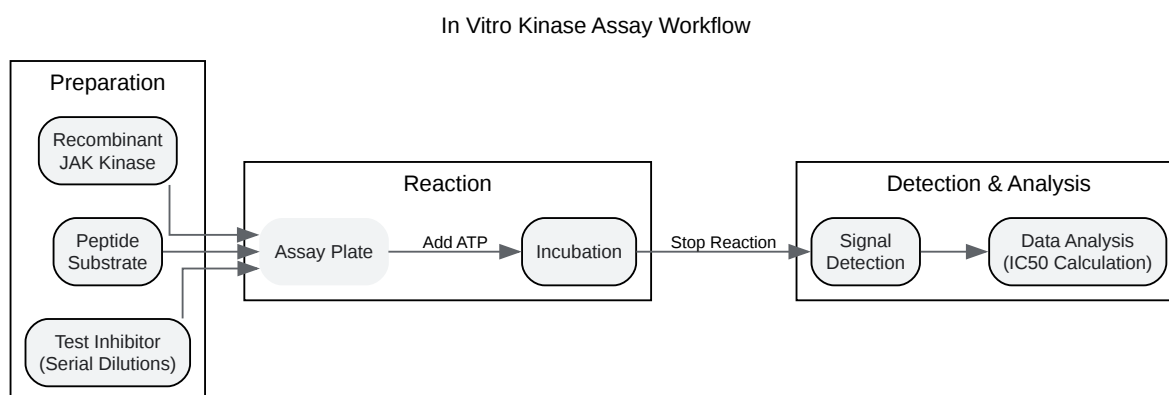 In Vitro Kinase Assay Workflow
Preparation
Recombinant
JAK Kinase
Peptide
Substrate
Test Inhibitor
(Serial Dilutions)
Reaction
Assay Plate
Add ATP
Incubation
Stop Reaction
Detection & Analysis
Signal
Detection
Data Analysis
(IC50 Calculation)